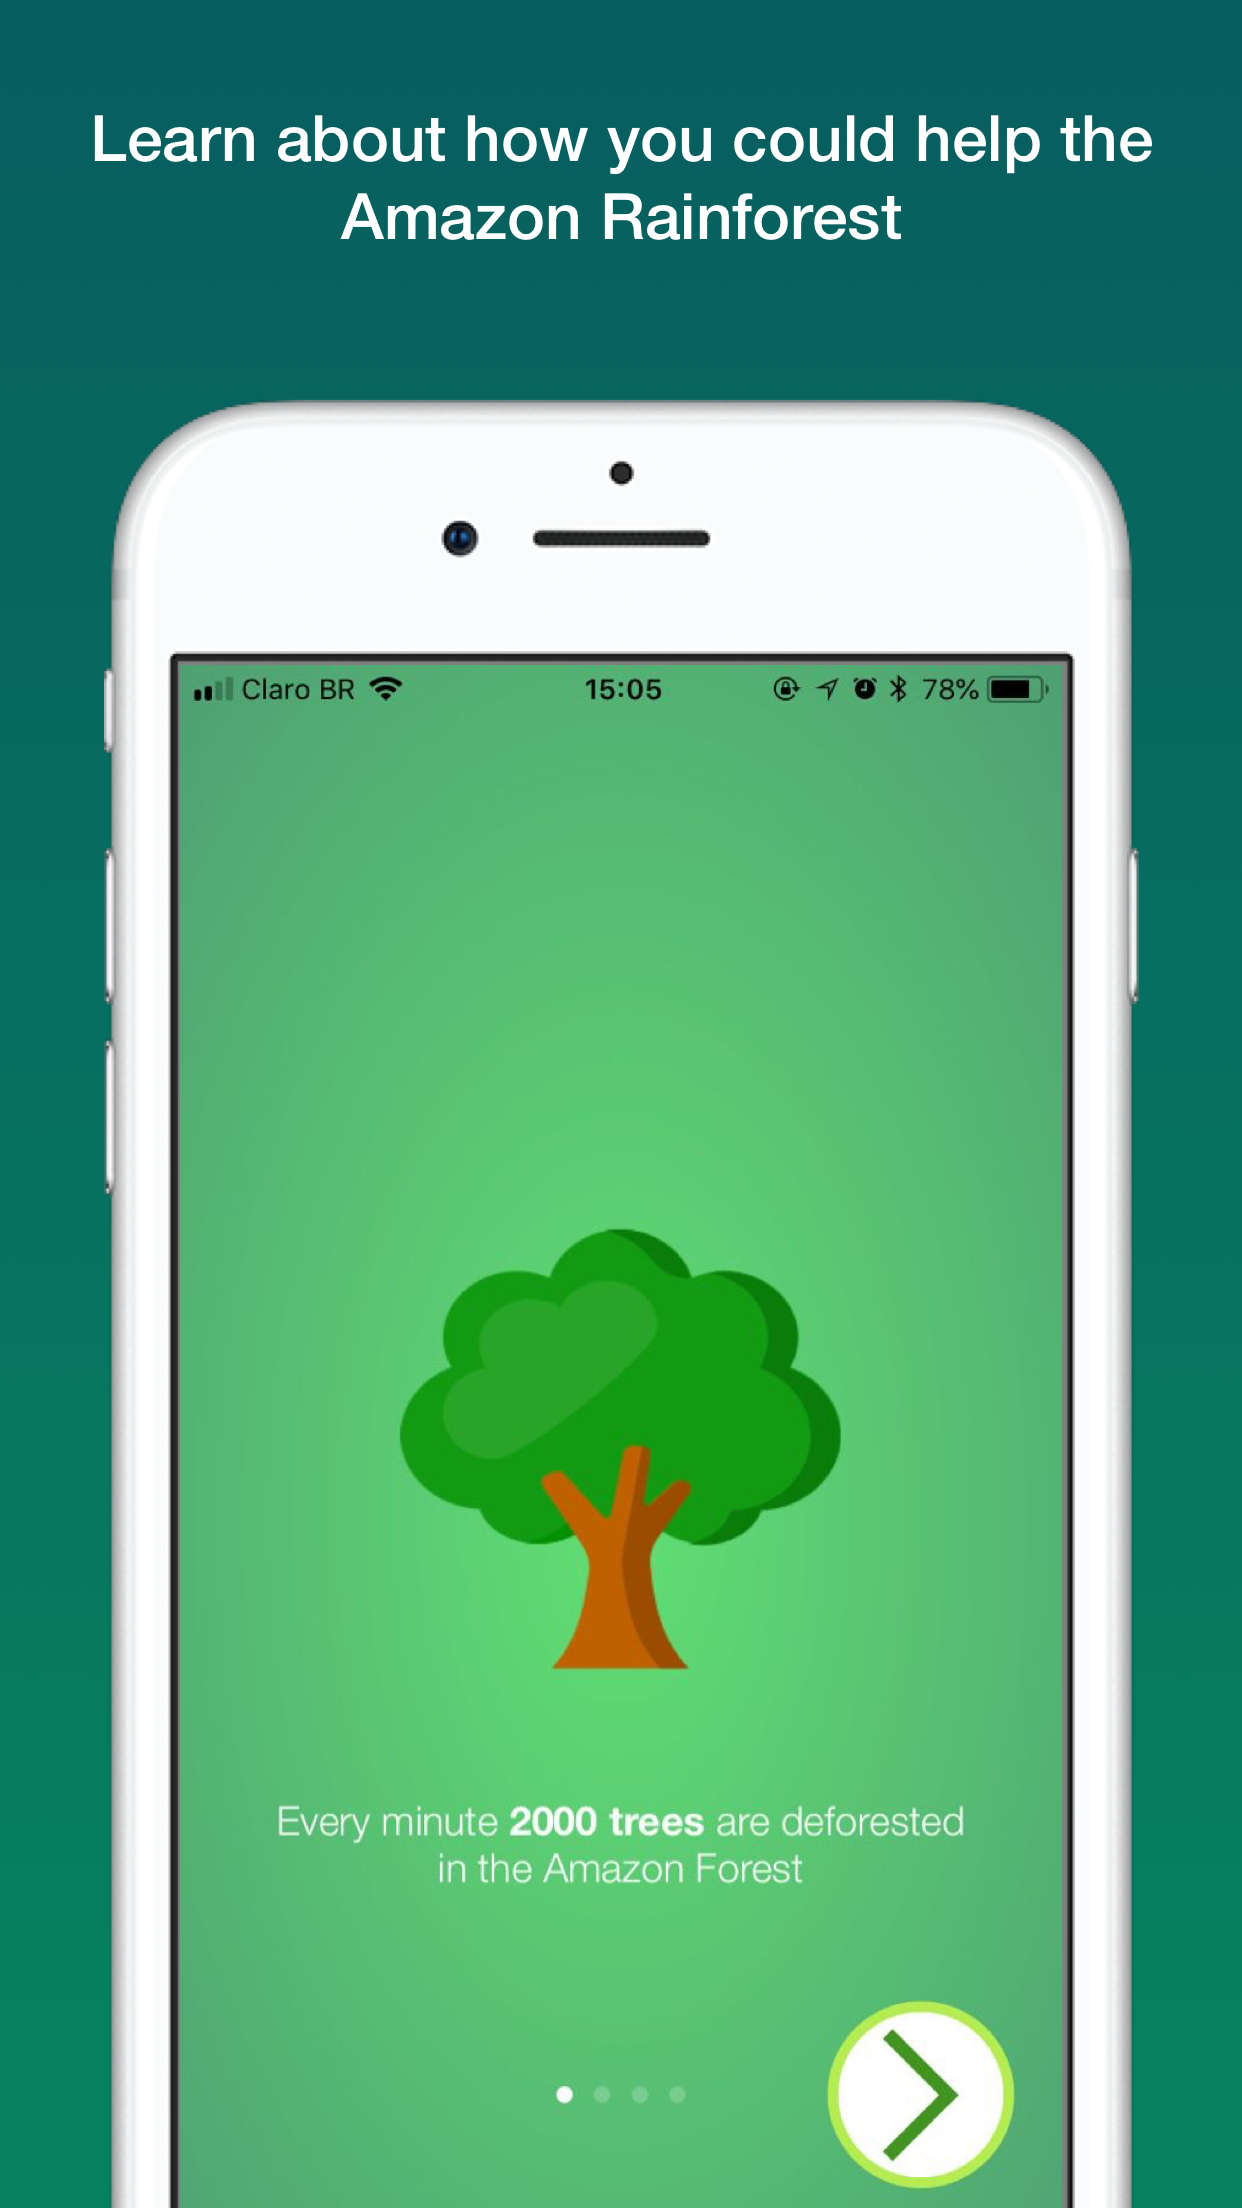 Learn about how you could help the
Amazon Rainforest
Claro BR 15:05 78%
Every minute 2000 trees are deforested
in the Amazon Forest